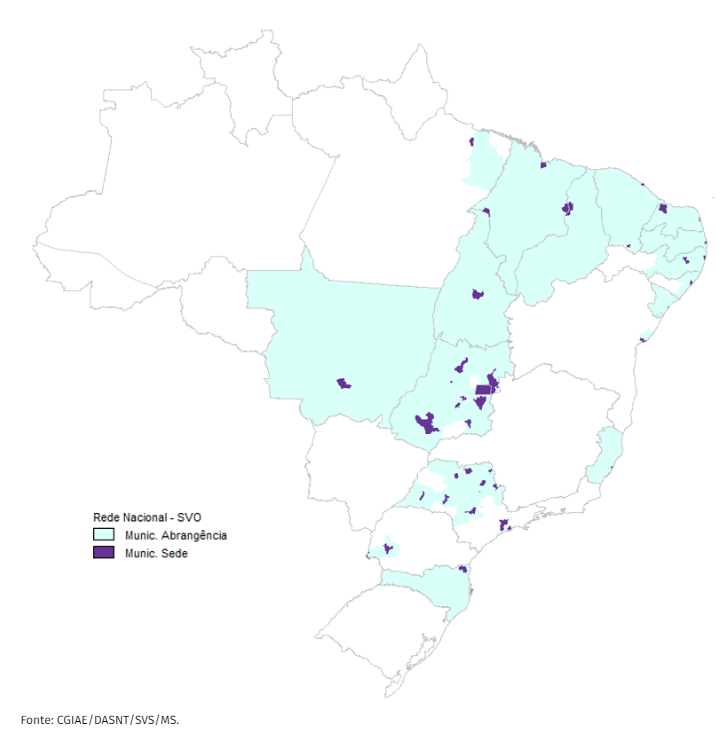 Rede Nacional - SVO
Munic. Abrangência
Munic. Sede
Fonte: CGIAE/DASNT/SVS/MS.